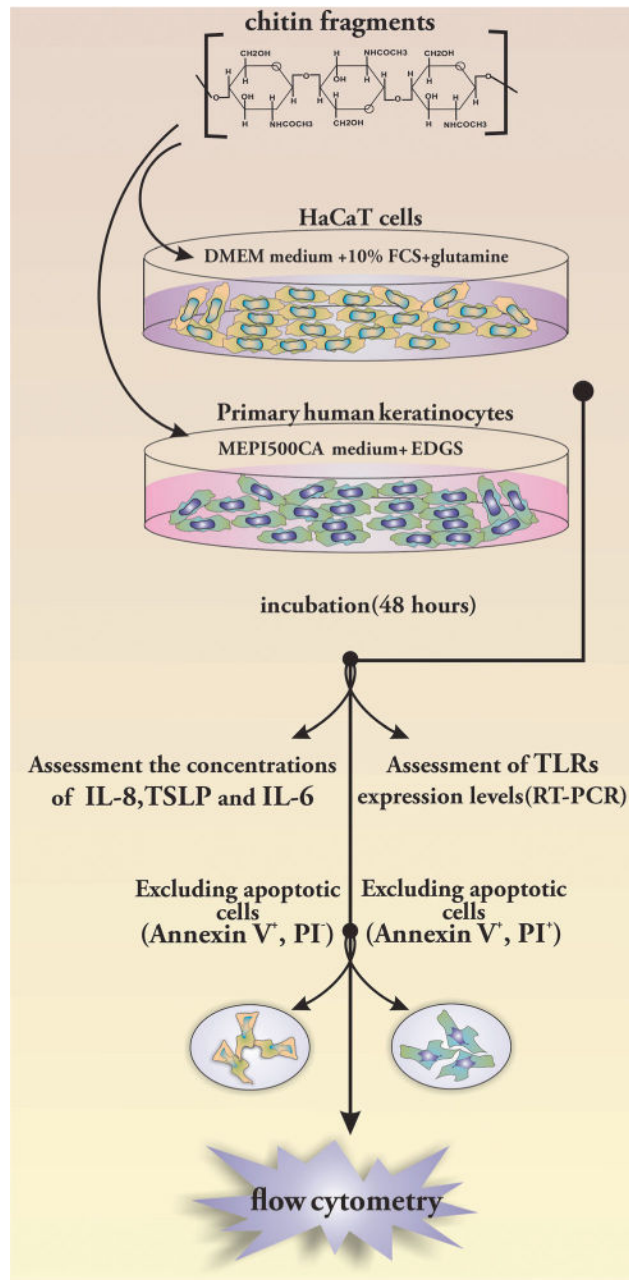 chitin fragments
CH2OH
NHCOCH3
CH2OH
H
H
OH
H
O
H
O
OH
H
H
NHCOCH3
CH2OH
H
H
O
H
OH
H
NHCOCH3
O
HaCaT cells
DMEM medium +10% FCS+glutamine
Primary human keratinocytes
MEPI500CA medium+ EDGS
incubation(48 hours)
Assessment the concentrations
of IL-8,TSLP and IL-6
Assessment of TLRs
expression levels(RT-PCR)
Excluding apoptotic
cells
(Annexin V⁺, PI⁻)
Excluding apoptotic
cells
(Annexin V⁺, PI⁺)
flow cytometry